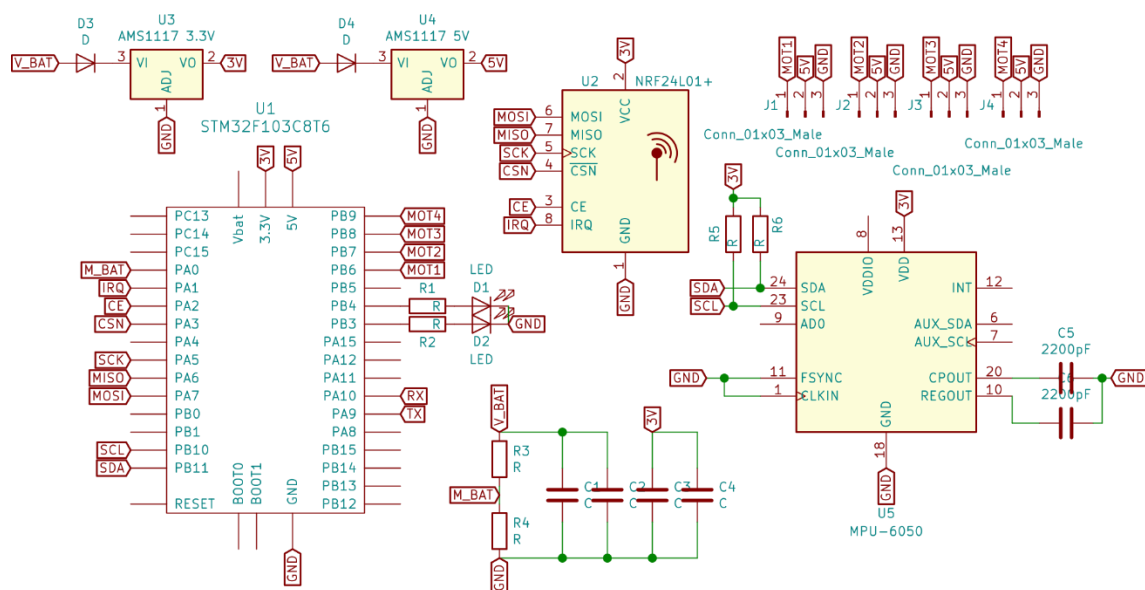 D3
D
U3
AMS1117 3.3V
V_BAT
3
VI
VO
2
3V
ADJ
1
GND
D4
D
U4
AMS1117 5V
V_BAT
3
VI
VO
2
5V
ADJ
1
GND
U1
STM32F103C8T6
3V
5V
Vbat
3.3V
5V
PC13
PC14
PC15
M_BAT
PA0
IRQ
PA1
CE
PA2
CSN
PA3
PA4
SCK
PA5
MISO
PA6
MOSI
PA7
PB0
PB1
SCL
PB10
SDA
PB11
RESET
BOOT0
BOOT1
GND
GND
PB9
MOT4
PB8
MOT3
PB7
MOT2
PB6
MOT1
PB5
PB4
PB3
PA15
PA12
PA11
PA10
RX
PA9
TX
PA8
PB15
PB14
PB13
PB12
R1
R
R
R2
LED
D1
D2
LED
GND
3V
U2
NRF24L01+
2
VCC
MOSI
6
MOSI
MISO
7
MISO
SCK
5
SCK
CSN
4
CSN
CE
3
CE
IRQ
8
IRQ
GND
1
GND
MOT1
5V
GND
1
2
3
J1
Conn_01x03_Male
MOT2
5V
GND
1
2
3
J2
Conn_01x03_Male
MOT3
5V
GND
1
2
3
J3
Conn_01x03_Male
MOT4
5V
GND
1
2
3
J4
Conn_01x03_Male
3V
R5
R
R6
R
3V
8
VDDIO
13
VDD
SDA
24
SDA
SCL
23
SCL
9
AD0
GND
11
FSYNC
1
CLKIN
12
INT
6
AUX_SDA
7
AUX_SCL
20
CPOUT
10
REGOUT
GND
18
GND
U5
MPU-6050
C5
2200pF
C6
2200pF
GND
V_BAT
R3
R
M_BAT
R4
R
GND
C1
C
C2
C
3V
C3
C
C4
C